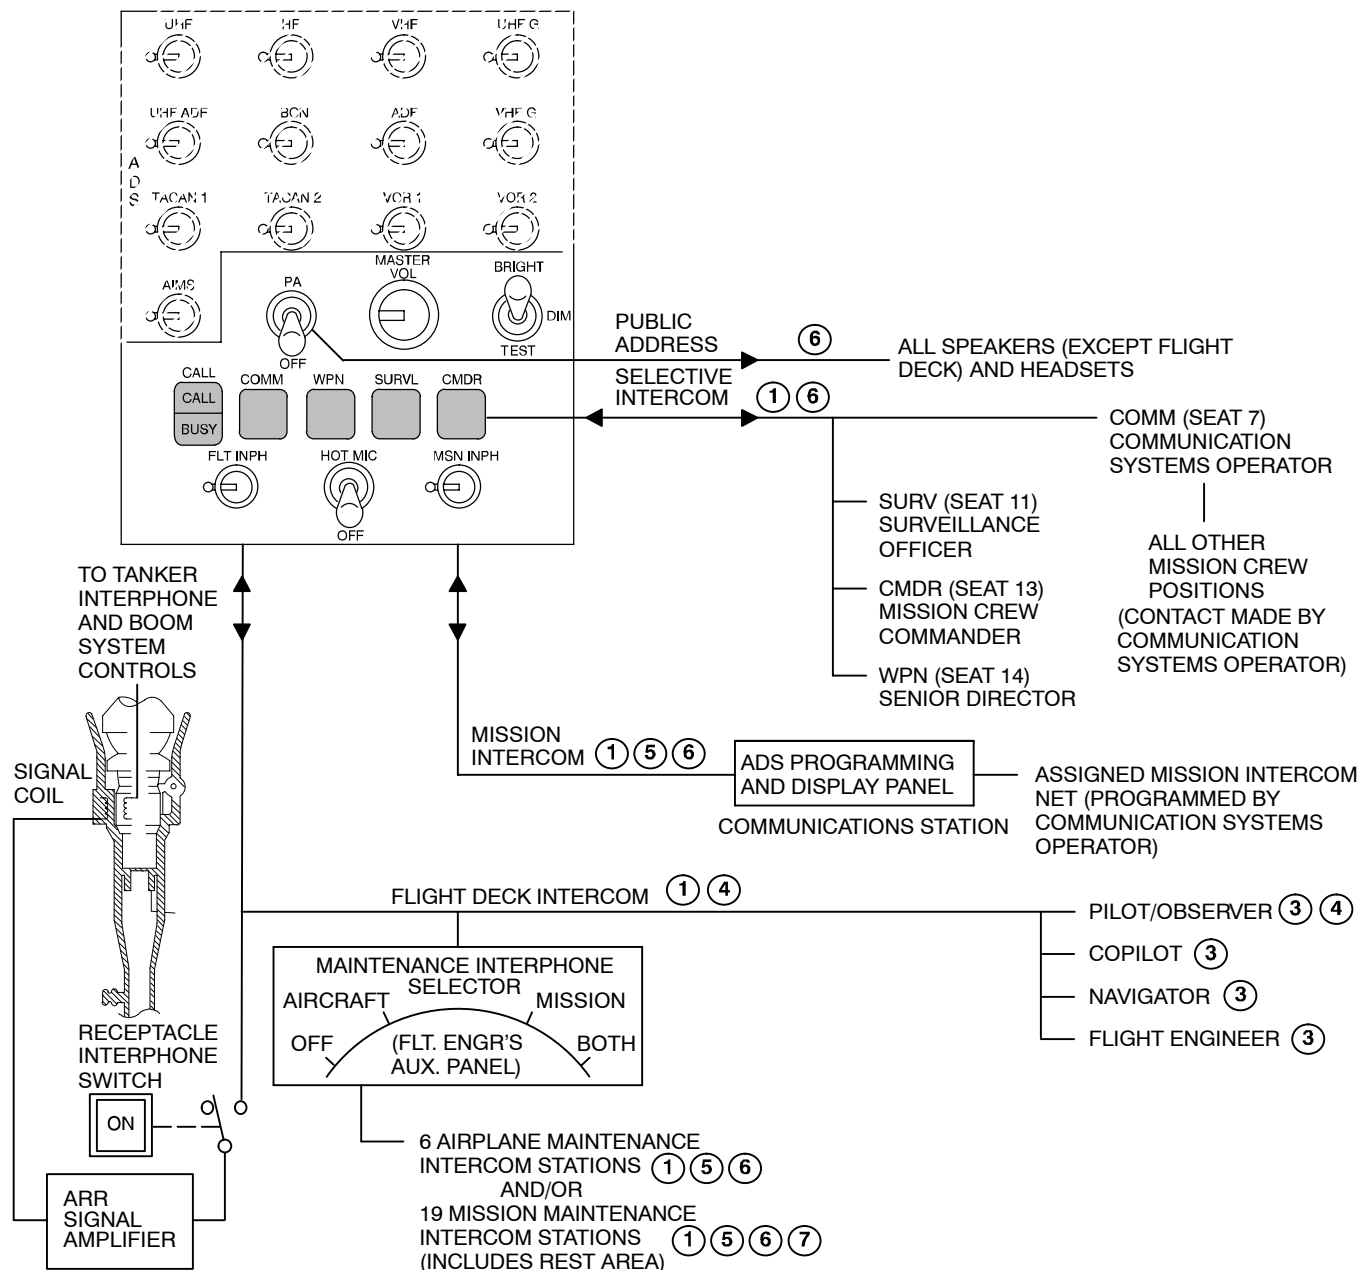 UHF HF VHF UHF G
UHF ADF BCN ADF VHF G
A
D
S
TACAN 1 TACAN 2 VOR 1 VOR 2
AIMS
PA
OFF
MASTER
VOL
BRIGHT
DIM
TEST
CALL
CALL
BUSY
COMM WPN SURVL CMDR
FLT INPH HOT MIC MSN INPH
OFF
PUBLIC
ADDRESS
6
ALL SPEAKERS (EXCEPT FLIGHT
DECK) AND HEADSETS
SELECTIVE
INTERCOM
1 6
COMM (SEAT 7)
COMMUNICATION
SYSTEMS OPERATOR
ALL OTHER
MISSION CREW
POSITIONS
(CONTACT MADE BY
COMMUNICATION
SYSTEMS OPERATOR)
SURV (SEAT 11)
SURVEILLANCE
OFFICER
CMDR (SEAT 13)
MISSION CREW
COMMANDER
WPN (SEAT 14)
SENIOR DIRECTOR
TO TANKER
INTERPHONE
AND BOOM
SYSTEM
CONTROLS
SIGNAL
COIL
MISSION
INTERCOM
1 5 6
ADS PROGRAMMING
AND DISPLAY PANEL
COMMUNICATIONS STATION
ASSIGNED MISSION INTERCOM
NET (PROGRAMMED BY
COMMUNICATION SYSTEMS
OPERATOR)
FLIGHT DECK INTERCOM 1 4
PILOT/OBSERVER 3 4
COPILOT 3
NAVIGATOR 3
FLIGHT ENGINEER 3
MAINTENANCE INTERPHONE
SELECTOR
AIRCRAFT MISSION
OFF BOTH
(FLT. ENGR'S
AUX. PANEL)
RECEPTACLE
INTERPHONE
SWITCH
ON
ARR
SIGNAL
AMPLIFIER
6 AIRPLANE MAINTENANCE
INTERCOM STATIONS 1 5 6
AND/OR
19 MISSION MAINTENANCE
INTERCOM STATIONS 1 5 6 7
(INCLUDES REST AREA)